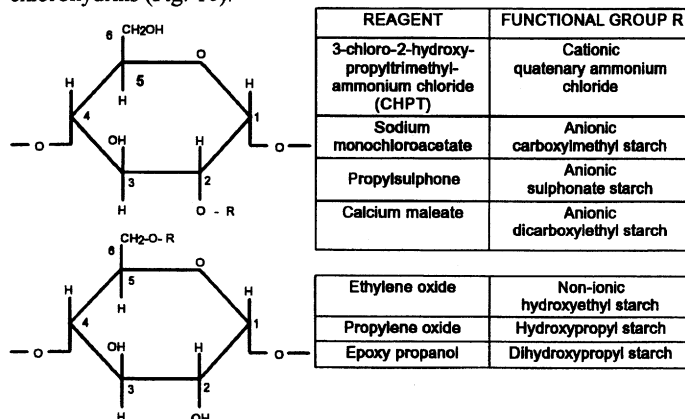 chlorohydrins (Fig. 10).
6 CH2OH
O
H
5
H
H
4
H
1
O
OH
H
O
3
2
H
O - R
REAGENT FUNCTIONAL GROUP R
3-chloro-2-hydroxy-
propyltrimethyl-
ammonium chloride
(CHPT)
Cationic
quatenary ammonium
chloride
Sodium
monochloroacetate
Anionic
carboxylmethyl starch
Propylsulphone
Anionic
sulphonate starch
Calcium maleate
Anionic
dicarboxylethyl starch
CH2-O-R
6
O
H
5
H
H
4
H
1
O
OH
H
O
3
2
H
OH
Ethylene oxide
Non-ionic
hydroxyethyl starch
Propylene oxide Hydroxypropyl starch
Epoxy propanol Dihydroxypropyl starch